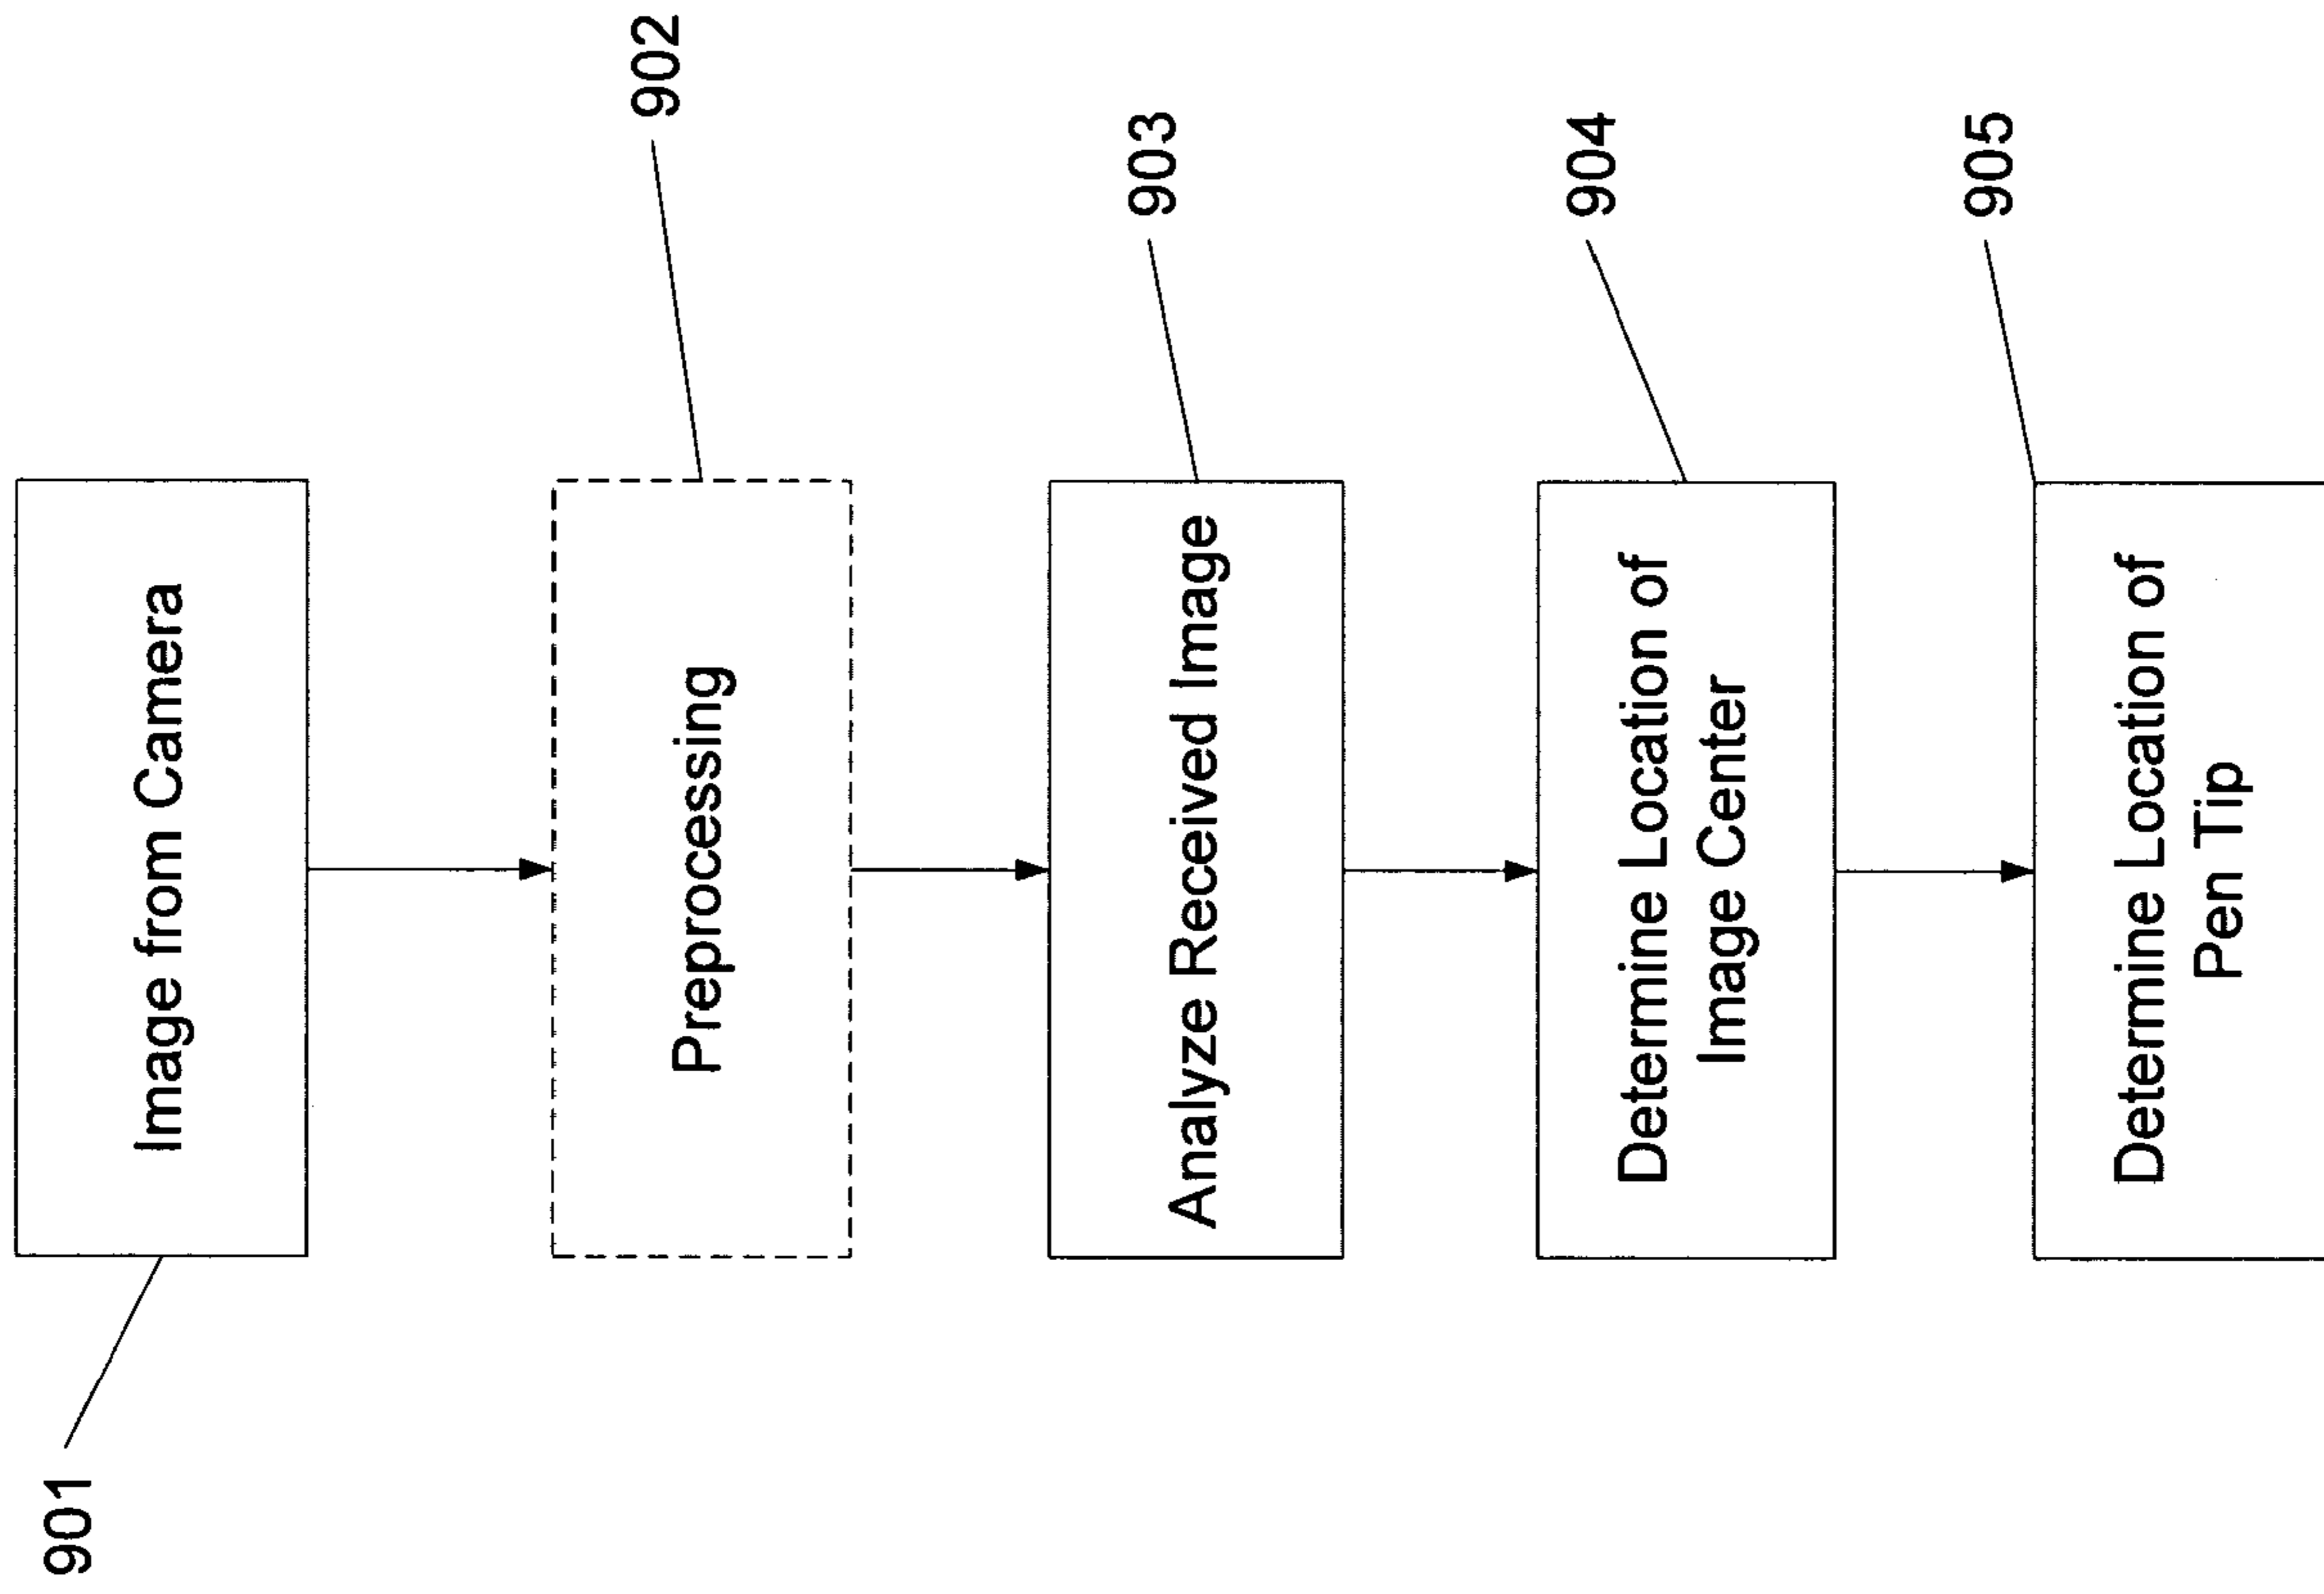 901
Image from Camera
902
Preprocessing
903
Analyze Received Image
904
Determine Location of
Image Center
905
Determine Location of
Pen Tip